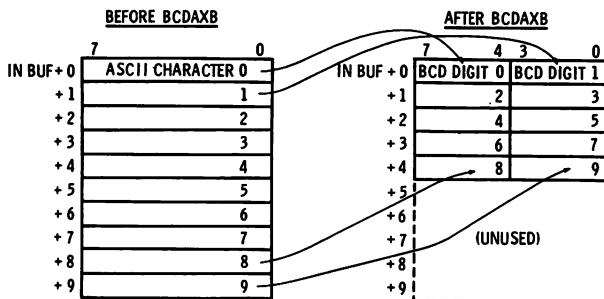 BEFORE BCDAXB
AFTER BCDAXB
7 0
7 4 3 0
IN BUF + 0 ASCII CHARACTER 0
IN BUF + 0 BCD DIGIT 0 BCD DIGIT 1
+ 1 1
+ 1 2 3
+ 2 2
+ 2 4 5
+ 3 3
+ 3 6 7
+ 4 4
+ 4 8 9
+ 5 5
+ 5
+ 6 6
+ 6
+ 7 7
+ 7 (UNUSED)
+ 8 8
+ 8
+ 9 9
+ 9